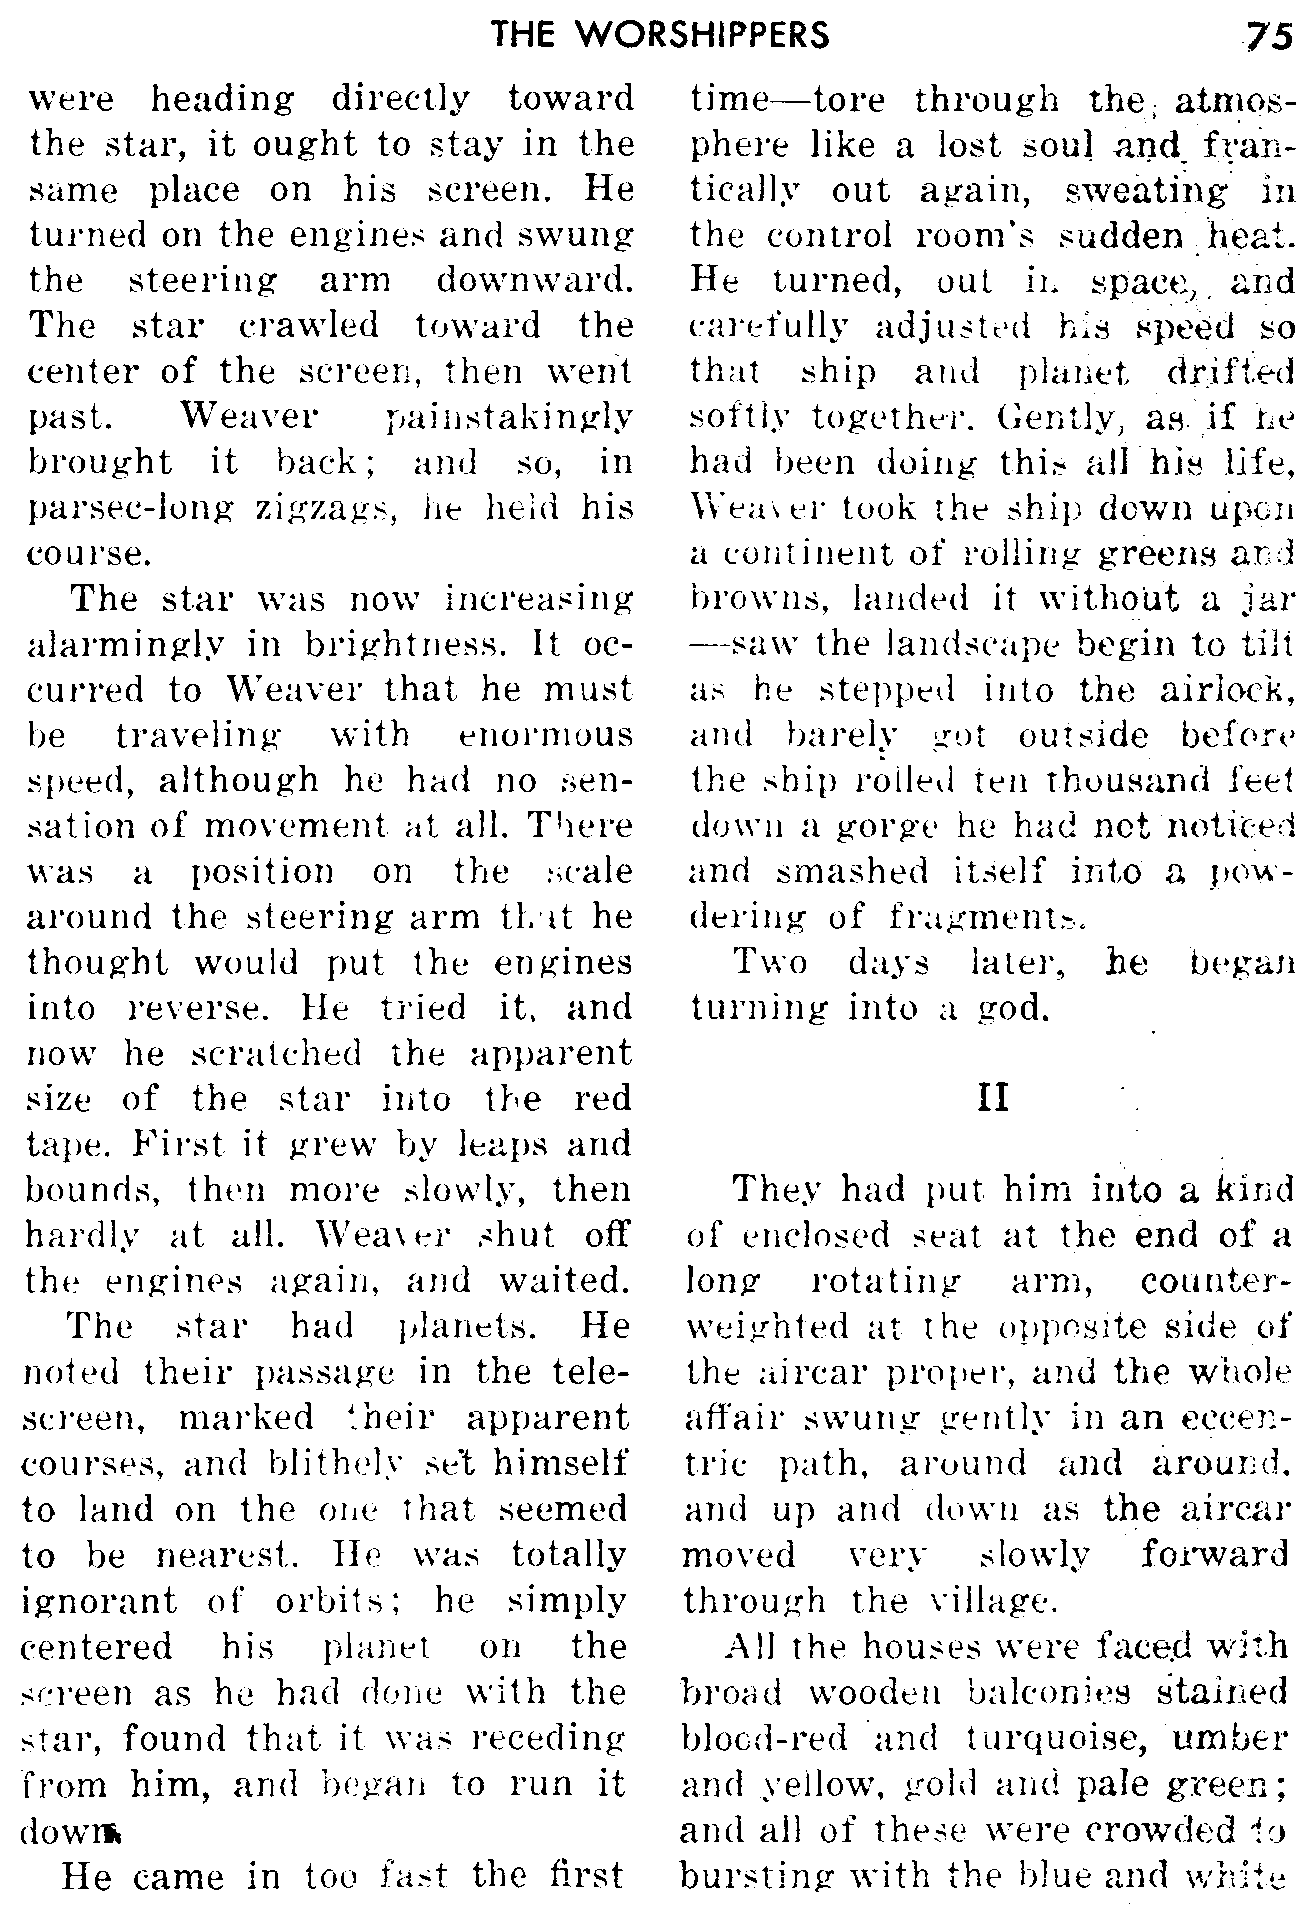 THE WORSHIPPERS
75
were heading directly toward
the star, it ought to stay in the
same place on his screen. He
turned on the engines and swung
the steering arm downward.
The star crawled toward the
center of the screen, then went
past. Weaver painstakingly
brought it back; and so, in
parsec-long zigzags, he held his
course.
The star was now increasing
alarmingly in brightness. It oc-
curred to Weaver that he must
be traveling with enormous
speed, although he had no sen-
sation of movement at all. There
was a position on the scale
around the steering arm that he
thought would put the engines
into reverse. He tried it, and
now he scratched the apparent
size of the star into the red
tape. First it grew by leaps and
bounds, then more slowly, then
hardly at all. Weaver shut off
the engines again, and waited.
The star had planets. He
noted their passage in the tele-
screen, marked their apparent
courses, and blithely set himself
to land on the one that seemed
to be nearest. He was totally
ignorant of orbits; he simply
centered his planet on the
screen as he had done with the
star, found that it was receding
from him, and began to run it
down.
He came in too fast the first
time—tore through the atmos-
phere like a lost soul and fran-
tically out again, sweating in
the control room's sudden heat.
He turned, out in space, and
carefully adjusted his speed so
that ship and planet drifted
softly together. Gently, as if he
had been doing this all his life,
Weaver took the ship down upon
a continent of rolling greens and
browns, landed it without a jar
—saw the landscape begin to tilt
as he stepped into the airlock,
and barely got outside before
the ship rolled ten thousand feet
down a gorge he had not noticed
and smashed itself into a pow-
dering of fragments.
Two days later, he began
turning into a god.
II
They had put him into a kind
of enclosed seat at the end of a
long rotating arm, counter-
weighted at the opposite side of
the aircar proper, and the whole
affair swung gently in an eccen-
tric path, around and around,
and up and down as the aircar
moved very slowly forward
through the village.
All the houses were faced with
broad wooden balconies stained
blood-red and turquoise, umber
and yellow, gold and pale green;
and all of these were crowded to
bursting with the blue and white